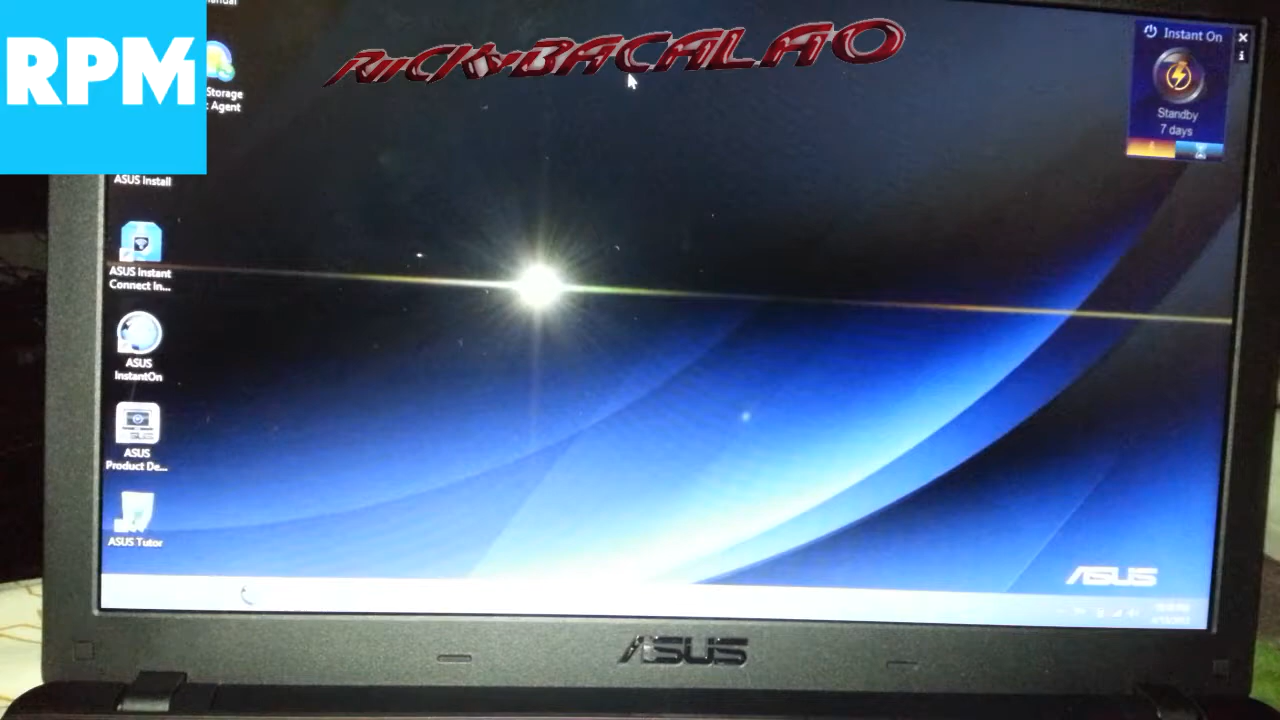 RPM
RicKyBACALAO
Instant On
Standby
7 days
Storage
Agent
ASUS Install
ASUS Instant
Connect In...
ASUS
InstantOn
ASUS
Product De...
ASUS Tutor
ASUS
ASUS